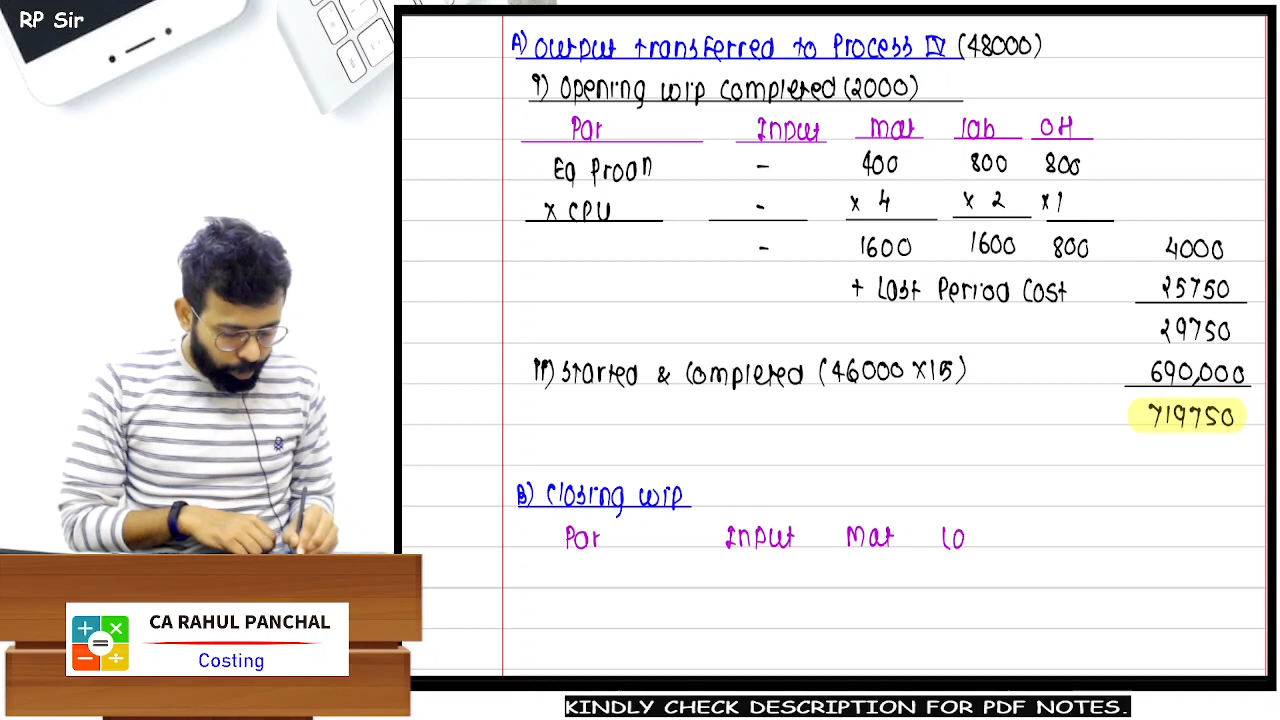 RP Sir
A) Output transferred to Process IV (48000)
i) Opening wip completed (2000)
Par Input Mat lab OH
Eq Prodn - 400 800 800
x CPU - x 4 x 2 x 1
- 1600 1600 800 4000
+ Last Period Cost 25750
29750
ii) Started & Completed (46000 x 15) 690,000
719750
B) Closing wip
Par Input Mat La
CA RAHUL PANCHAL
Costing
KINDLY CHECK DESCRIPTION FOR PDF NOTES.